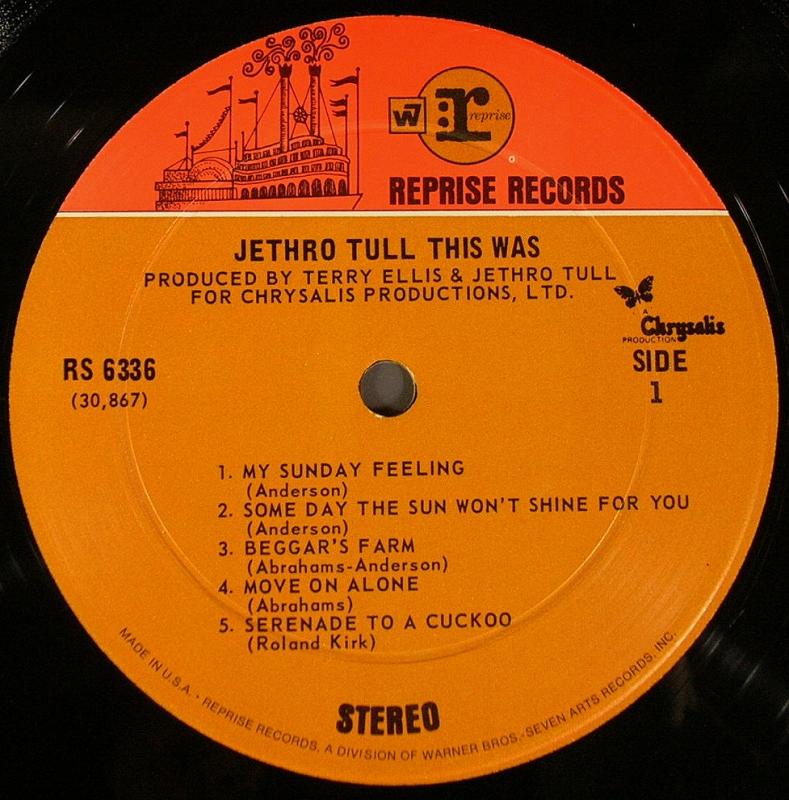 W7
r
reprise
REPRISE RECORDS
JETHRO TULL THIS WAS
PRODUCED BY TERRY ELLIS & JETHRO TULL
FOR CHRYSALIS PRODUCTIONS, LTD.
A
Chrysalis
PRODUCTION
RS 6336
(30,867)
SIDE
1
1. MY SUNDAY FEELING
(Anderson)
2. SOME DAY THE SUN WON'T SHINE FOR YOU
(Anderson)
3. BEGGAR'S FARM
(Abrahams-Anderson)
4. MOVE ON ALONE
(Abrahams)
5. SERENADE TO A CUCKOO
(Roland Kirk)
STEREO
MADE IN U.S.A. • REPRISE RECORDS, A DIVISION OF WARNER BROS.-SEVEN ARTS RECORDS, INC.